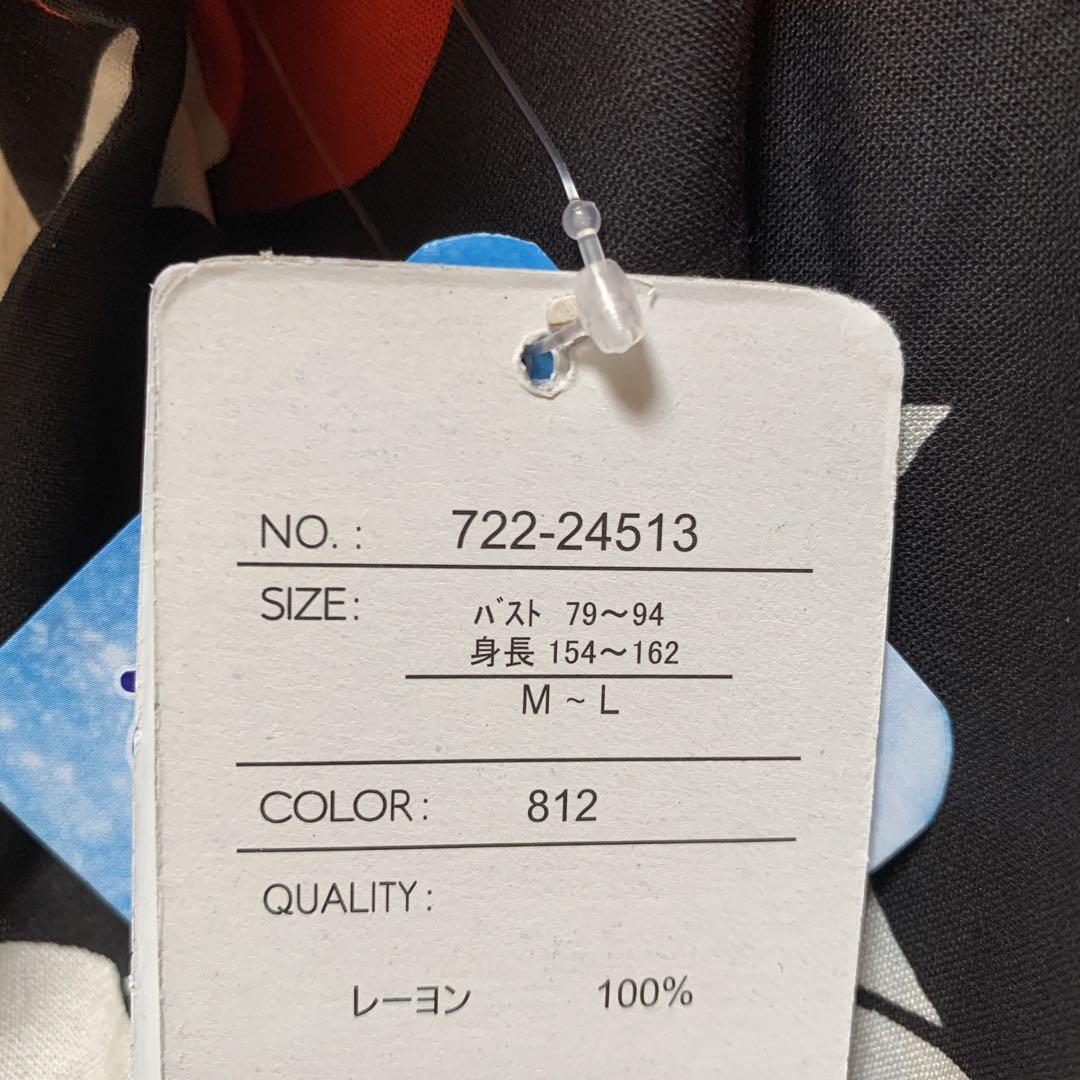 NO.: 722-24513
SIZE: バスト 79～94
身長 154～162
M ~ L
COLOR: 812
QUALITY:
レーヨン 100%